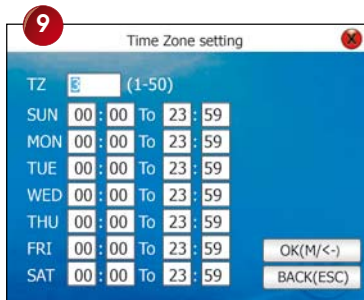 9
Time Zone setting
TZ 3 (1-50)
SUN 00 : 00 To 23 : 59
MON 00 : 00 To 23 : 59
TUE 00 : 00 To 23 : 59
WED 00 : 00 To 23 : 59
THU 00 : 00 To 23 : 59
FRI 00 : 00 To 23 : 59
OK(M/<-)
SAT 00 : 00 To 23 : 59
BACK(ESC)